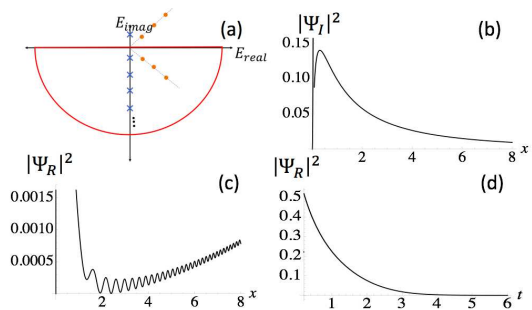 (a)
E_imag
E_real
(b)
|Ψ_I|²
0.15
0.10
0.05
2 4 6 8 x
(c)
|Ψ_R|²
0.0015
0.0010
0.0005
2 4 6 8 x
(d)
|Ψ_R|²
0.5
0.4
0.3
0.2
0.1
1 2 3 4 5 6 t